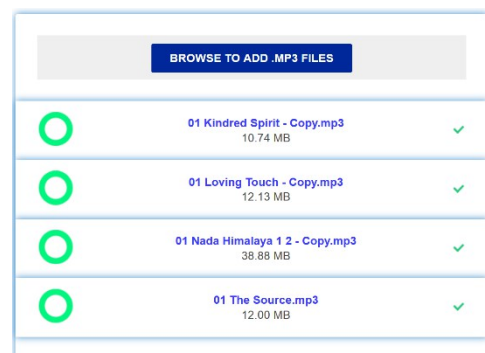 BROWSE TO ADD .MP3 FILES
01 Kindred Spirit - Copy.mp3
10.74 MB
01 Loving Touch - Copy.mp3
12.13 MB
01 Nada Himalaya 1 2 - Copy.mp3
38.88 MB
01 The Source.mp3
12.00 MB